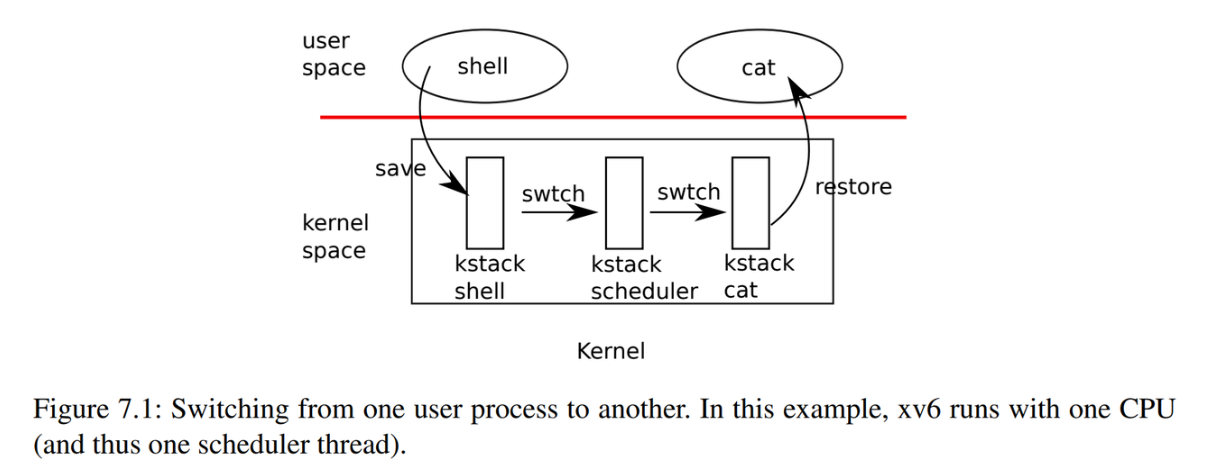 user
space
shell
cat
save
swtch
swtch
restore
kernel
space
kstack
shell
kstack
scheduler
kstack
cat
Kernel
Figure 7.1: Switching from one user process to another. In this example, xv6 runs with one CPU
(and thus one scheduler thread).